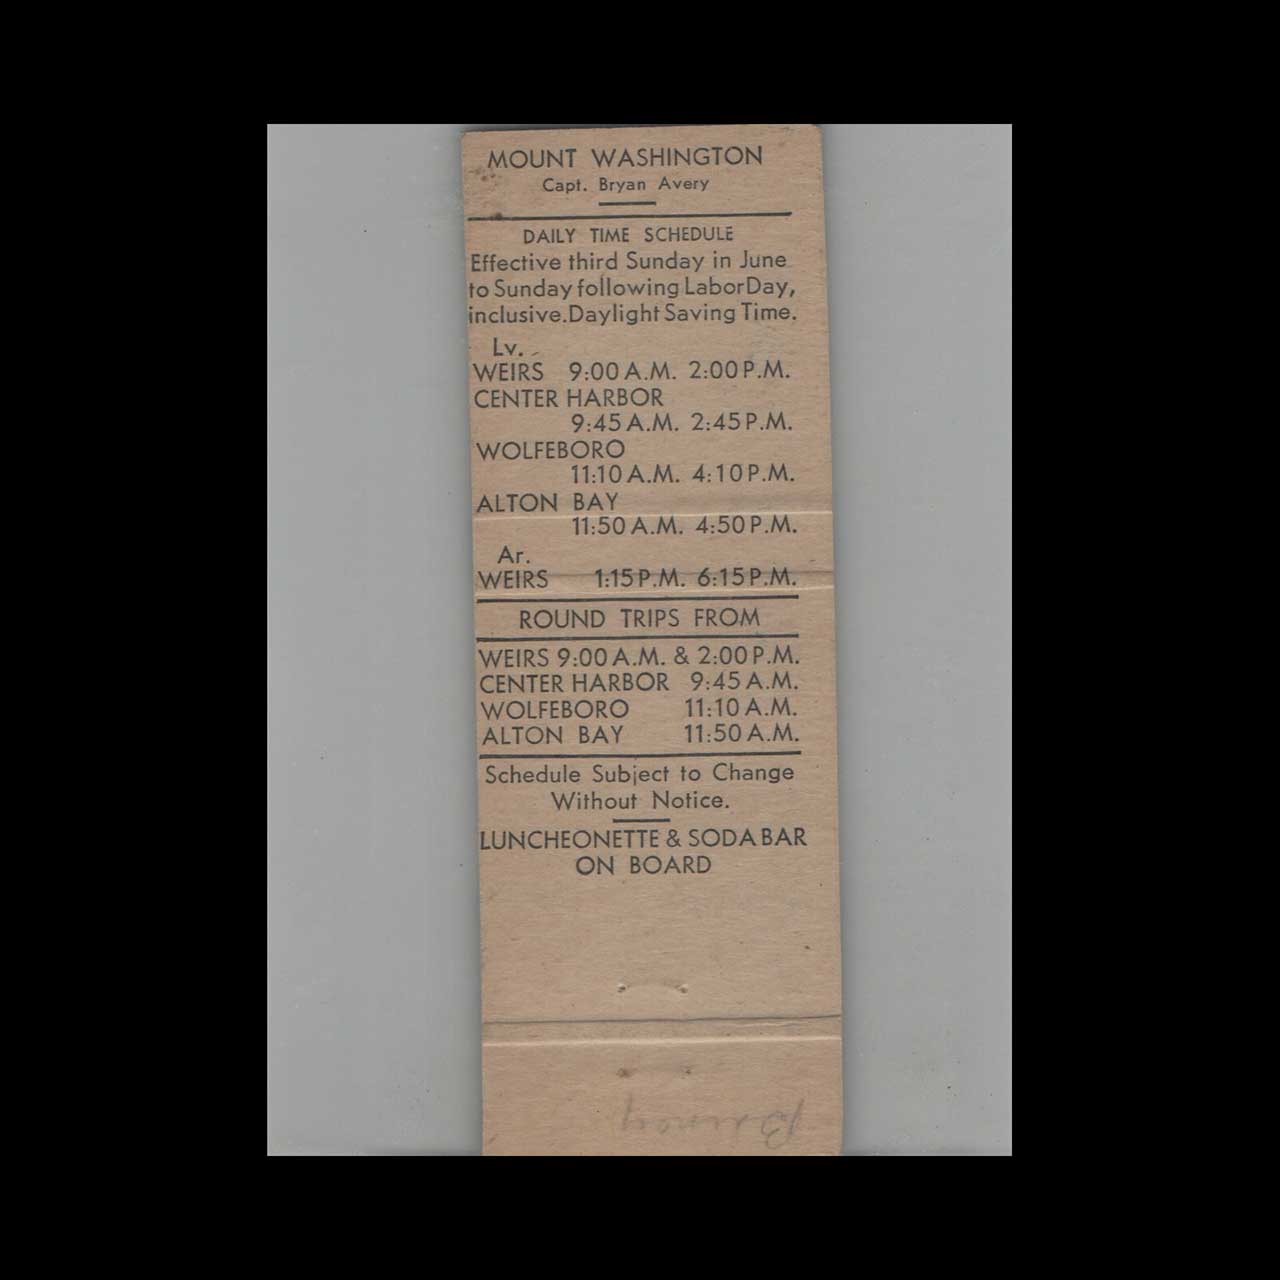 MOUNT WASHINGTON
Capt. Bryan Avery
DAILY TIME SCHEDULE
Effective third Sunday in June
to Sunday following Labor Day,
inclusive. Daylight Saving Time.
Lv.
WEIRS 9:00 A.M. 2:00 P.M.
CENTER HARBOR
9:45 A.M. 2:45 P.M.
WOLFEBORO
11:10 A.M. 4:10 P.M.
ALTON BAY
11:50 A.M. 4:50 P.M.
Ar.
WEIRS 1:15 P.M. 6:15 P.M.
ROUND TRIPS FROM
WEIRS 9:00 A.M. & 2:00 P.M.
CENTER HARBOR 9:45 A.M.
WOLFEBORO 11:10 A.M.
ALTON BAY 11:50 A.M.
Schedule Subject to Change
Without Notice.
LUNCHEONETTE & SODA BAR
ON BOARD